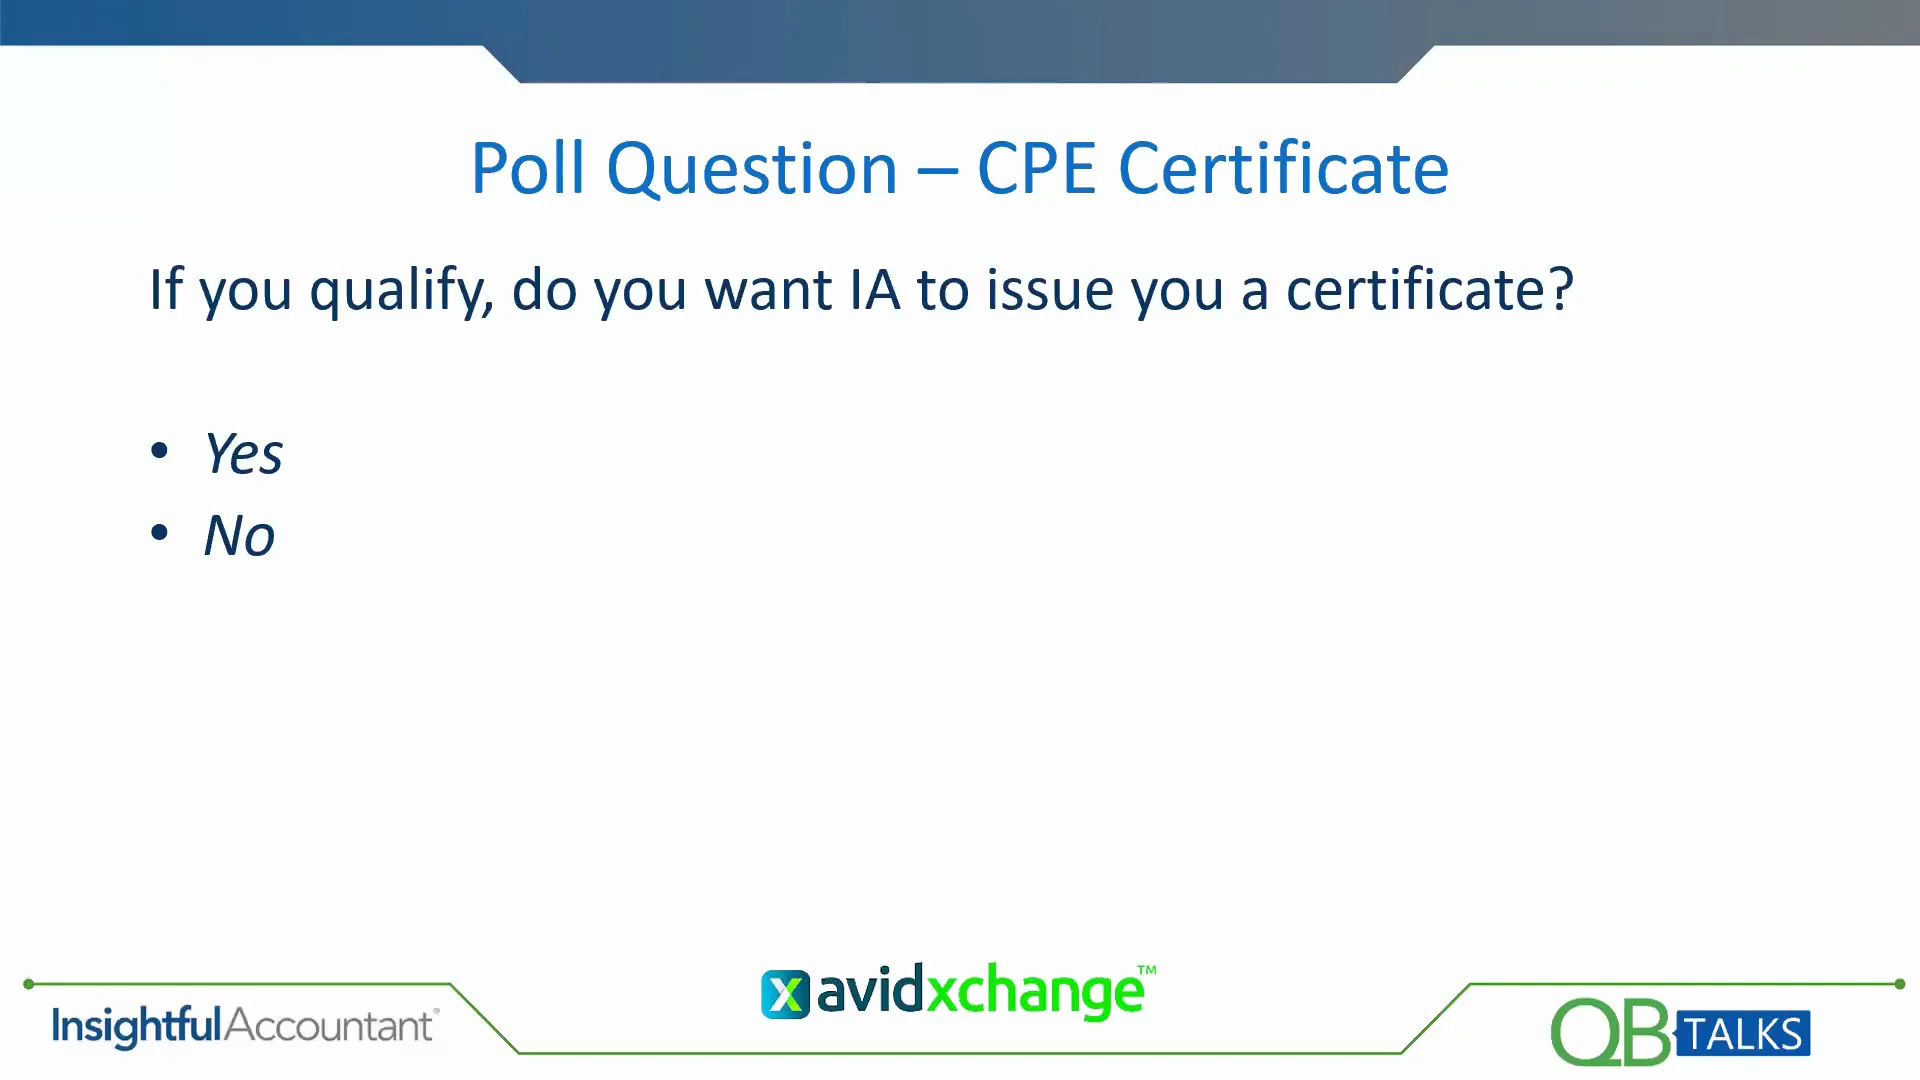 Poll Question – CPE Certificate
If you qualify, do you want IA to issue you a certificate?
• Yes
• No
avidxchange™
InsightfulAccountant®
QB TALKS